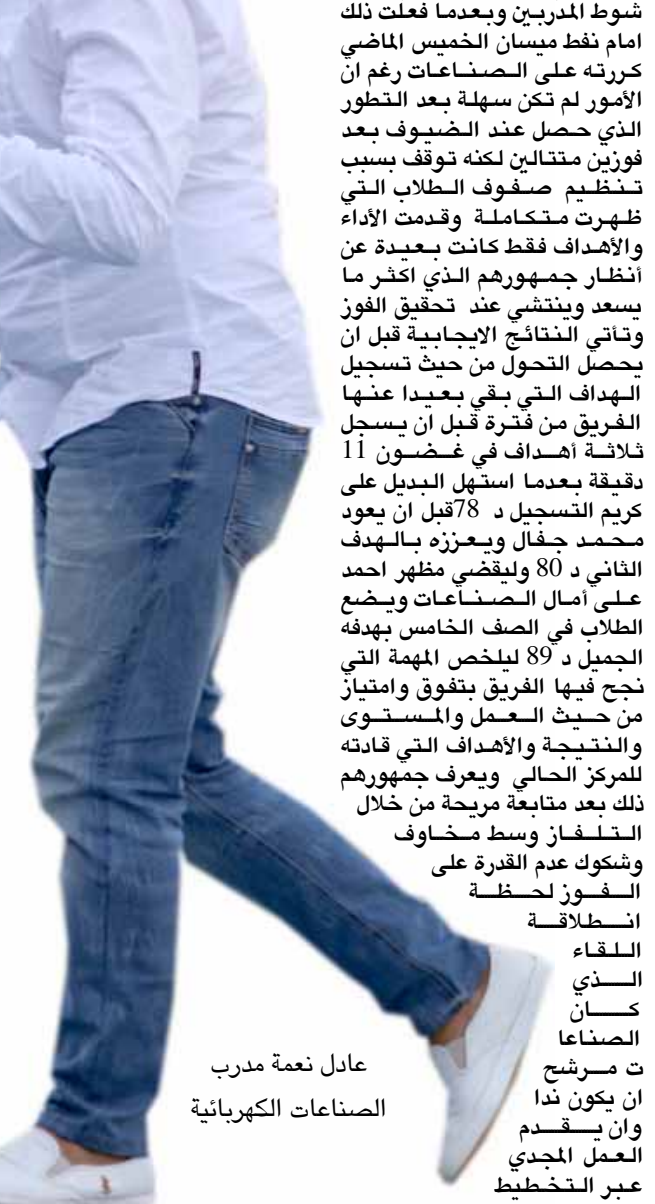 شوط المدربين وبعدما فعلت ذلك
امام نفط ميسان الخميس الماضي
كررته على الصناعات رغم ان
الأمور لم تكن سهلة بعد التطور
الذي حصل عند الضيوف بعد
فوزين متتالين لكنه توقف بسبب
تنظيم صفوف الطلاب التي
ظهرت متكاملة وقدمت الأداء
والأهداف فقط كانت بعيدة عن
أنظار جمهورهم الذي اكثر ما
يسعد وينتشي عند تحقيق الفوز
وتأتي النتائج الايجابية قبل ان
يحصل التحول من حيث تسجيل
الهداف التي بقي بعيدا عنها
الفريق من فترة قبل ان يسجل
ثلاثة أهداف في غضون 11
دقيقة بعدما استهل البديل على
كريم التسجيل د 78قبل ان يعود
محمد جفال ويعززه بالهدف
الثاني د 80 وليقضي مظهر احمد
على أمال الصناعات ويضع
الطلاب في الصف الخامس بهدفه
الجميل د 89 ليلخص المهمة التي
نجح فيها الفريق بتفوق وامتياز
من حيث العمل والمستوى
والنتيجة والأهداف التي قادته
للمركز الحالي ويعرف جمهورهم
ذلك بعد متابعة مريحة من خلال
التلفاز وسط مخاوف
وشكوك عدم القدرة على
الفوز لحظة
انطلاقة
اللقاء
الذي
كان
الصناعا
ت مرشح
ان يكون ندا
وان يقدم
العمل المجدي
عبر التخطيط
عادل نعمة مدرب
الصناعات الكهربائية